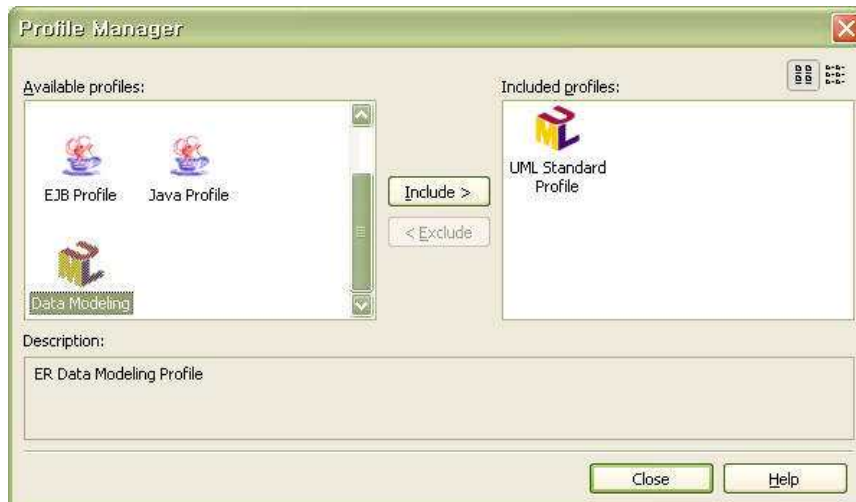 Profile Manager
Available profiles:
Included profiles:
EJB Profile
Java Profile
Data Modeling
Include >
< Exclude
UML
UML Standard
Profile
Description:
ER Data Modeling Profile
Close
Help